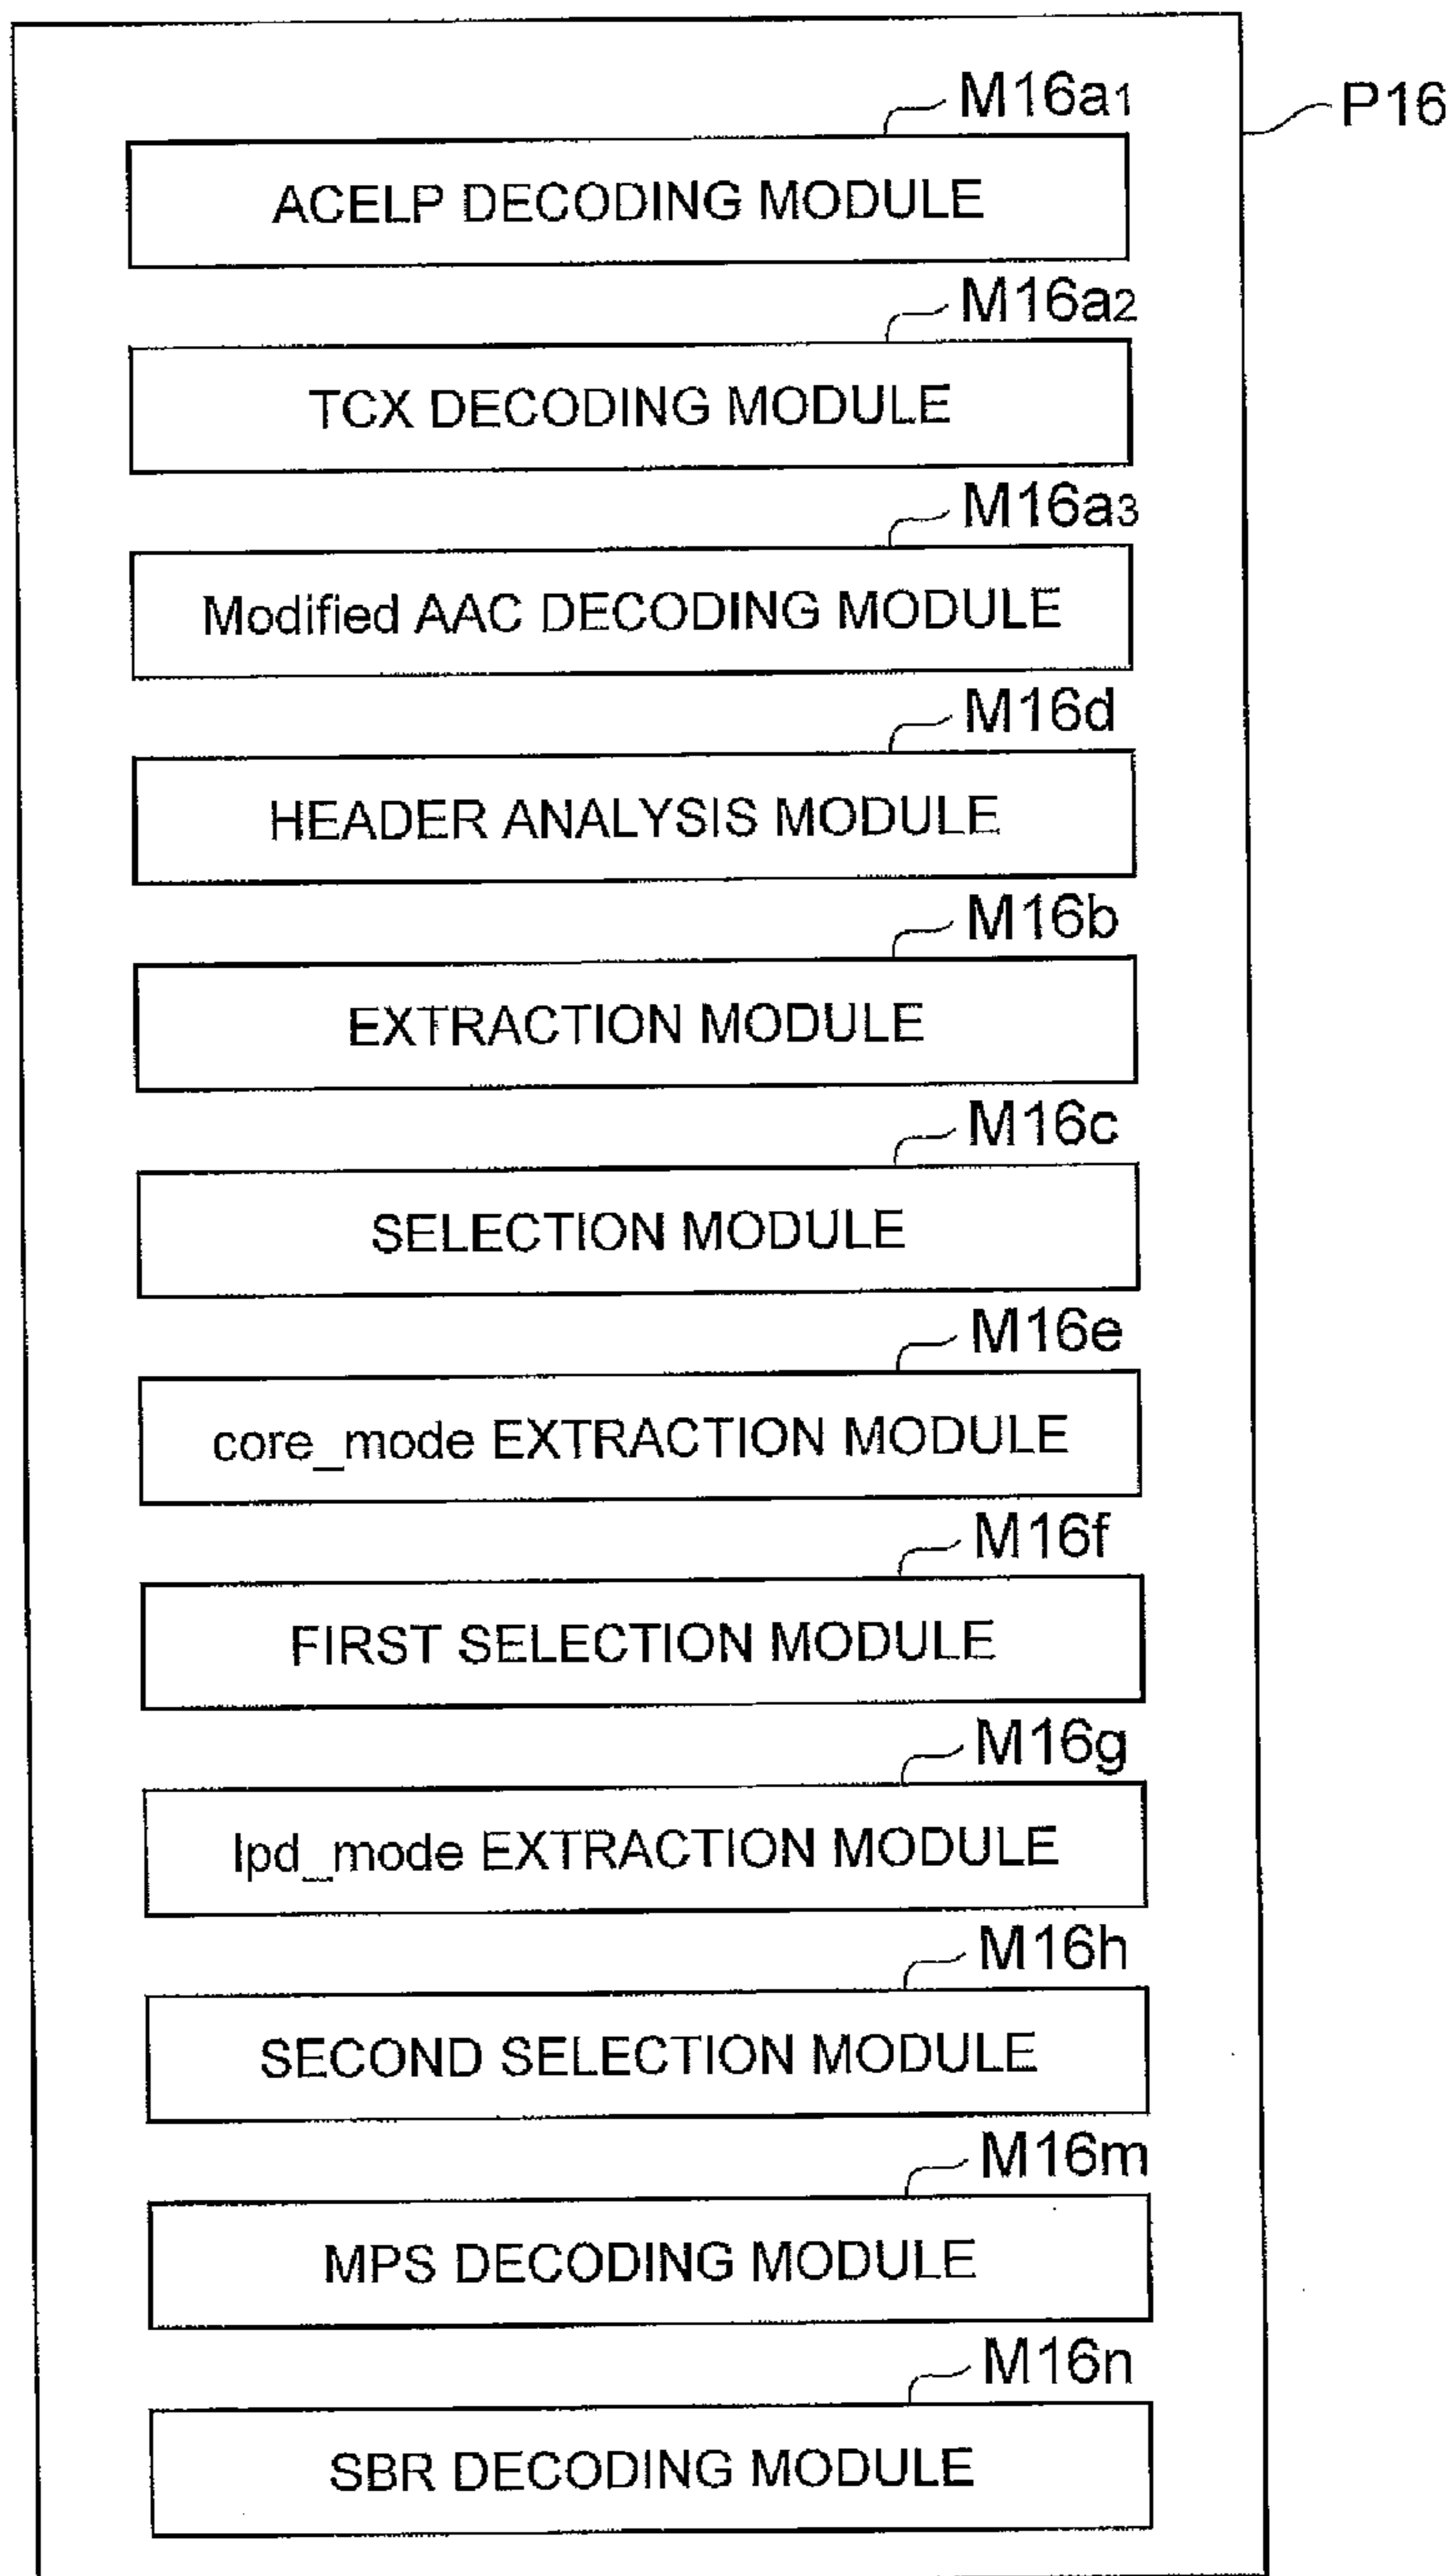 M16a1
P16
ACELP DECODING MODULE
M16a2
TCX DECODING MODULE
M16a3
Modified AAC DECODING MODULE
M16d
HEADER ANALYSIS MODULE
M16b
EXTRACTION MODULE
M16c
SELECTION MODULE
M16e
core_mode EXTRACTION MODULE
M16f
FIRST SELECTION MODULE
M16g
lpd_mode EXTRACTION MODULE
M16h
SECOND SELECTION MODULE
M16m
MPS DECODING MODULE
M16n
SBR DECODING MODULE